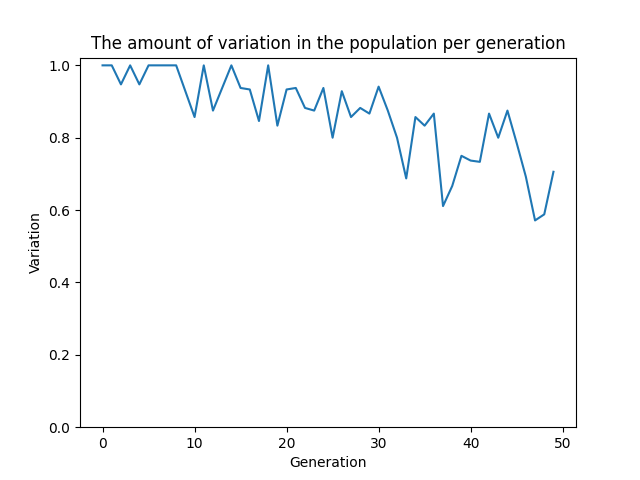 The amount of variation in the population per generation
1.0
0.8
0.6
0.4
0.2
0.0
Variation
0 10 20 30 40 50
Generation